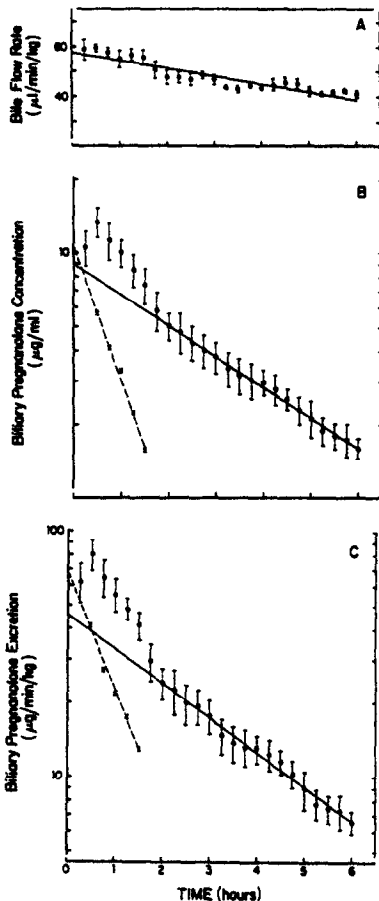 A
Bile Flow Rate
(µl/min/kg)
80
40
B
Biliary Pregnanolone Concentration
(µg/ml)
10
C
Biliary Pregnanolone Excretion
(µg/min/kg)
100
10
0 1 2 3 4 5 6
TIME (hours)